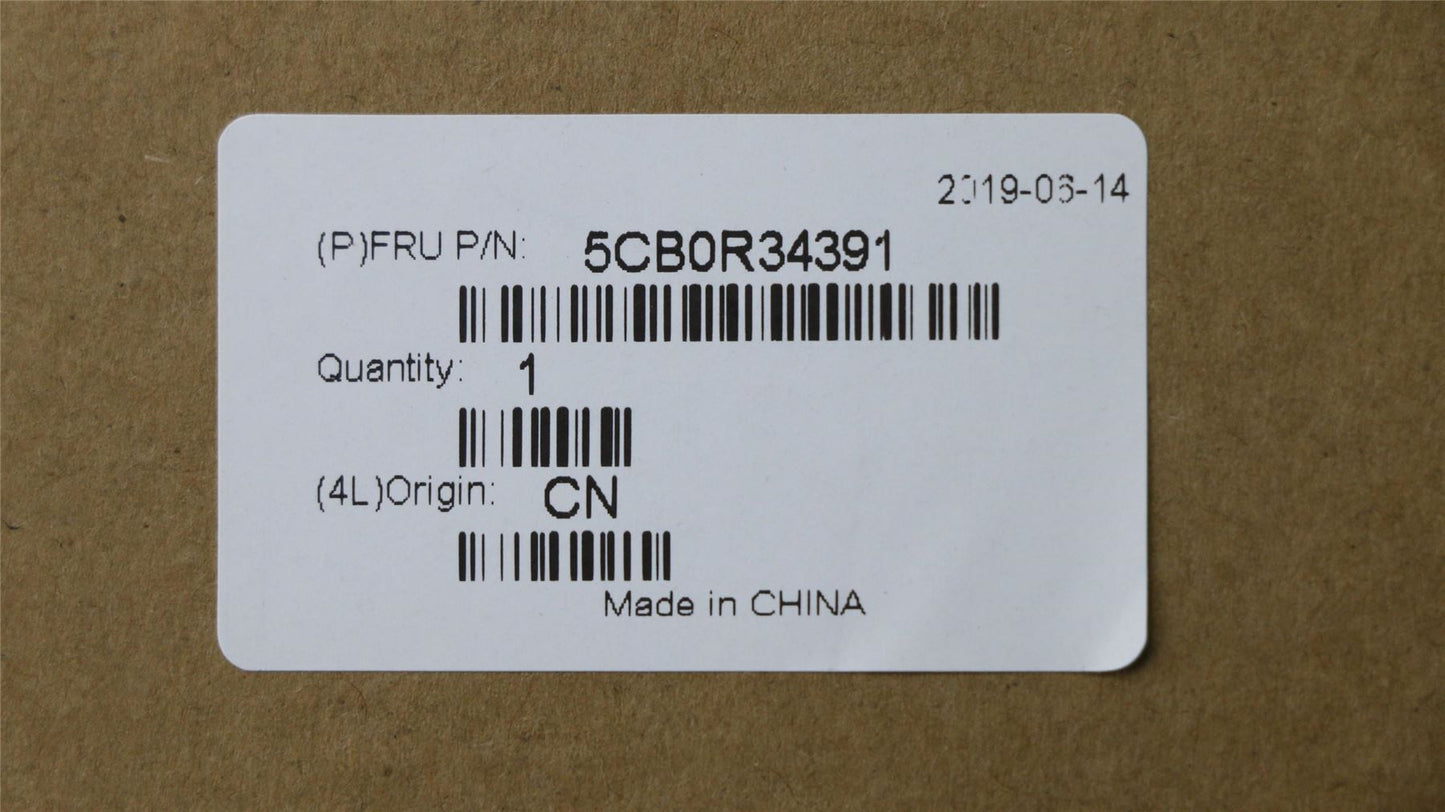 2019-06-14
(P)FRU P/N: 5CB0R34391
Quantity: 1
(4L)Origin: CN
Made in CHINA